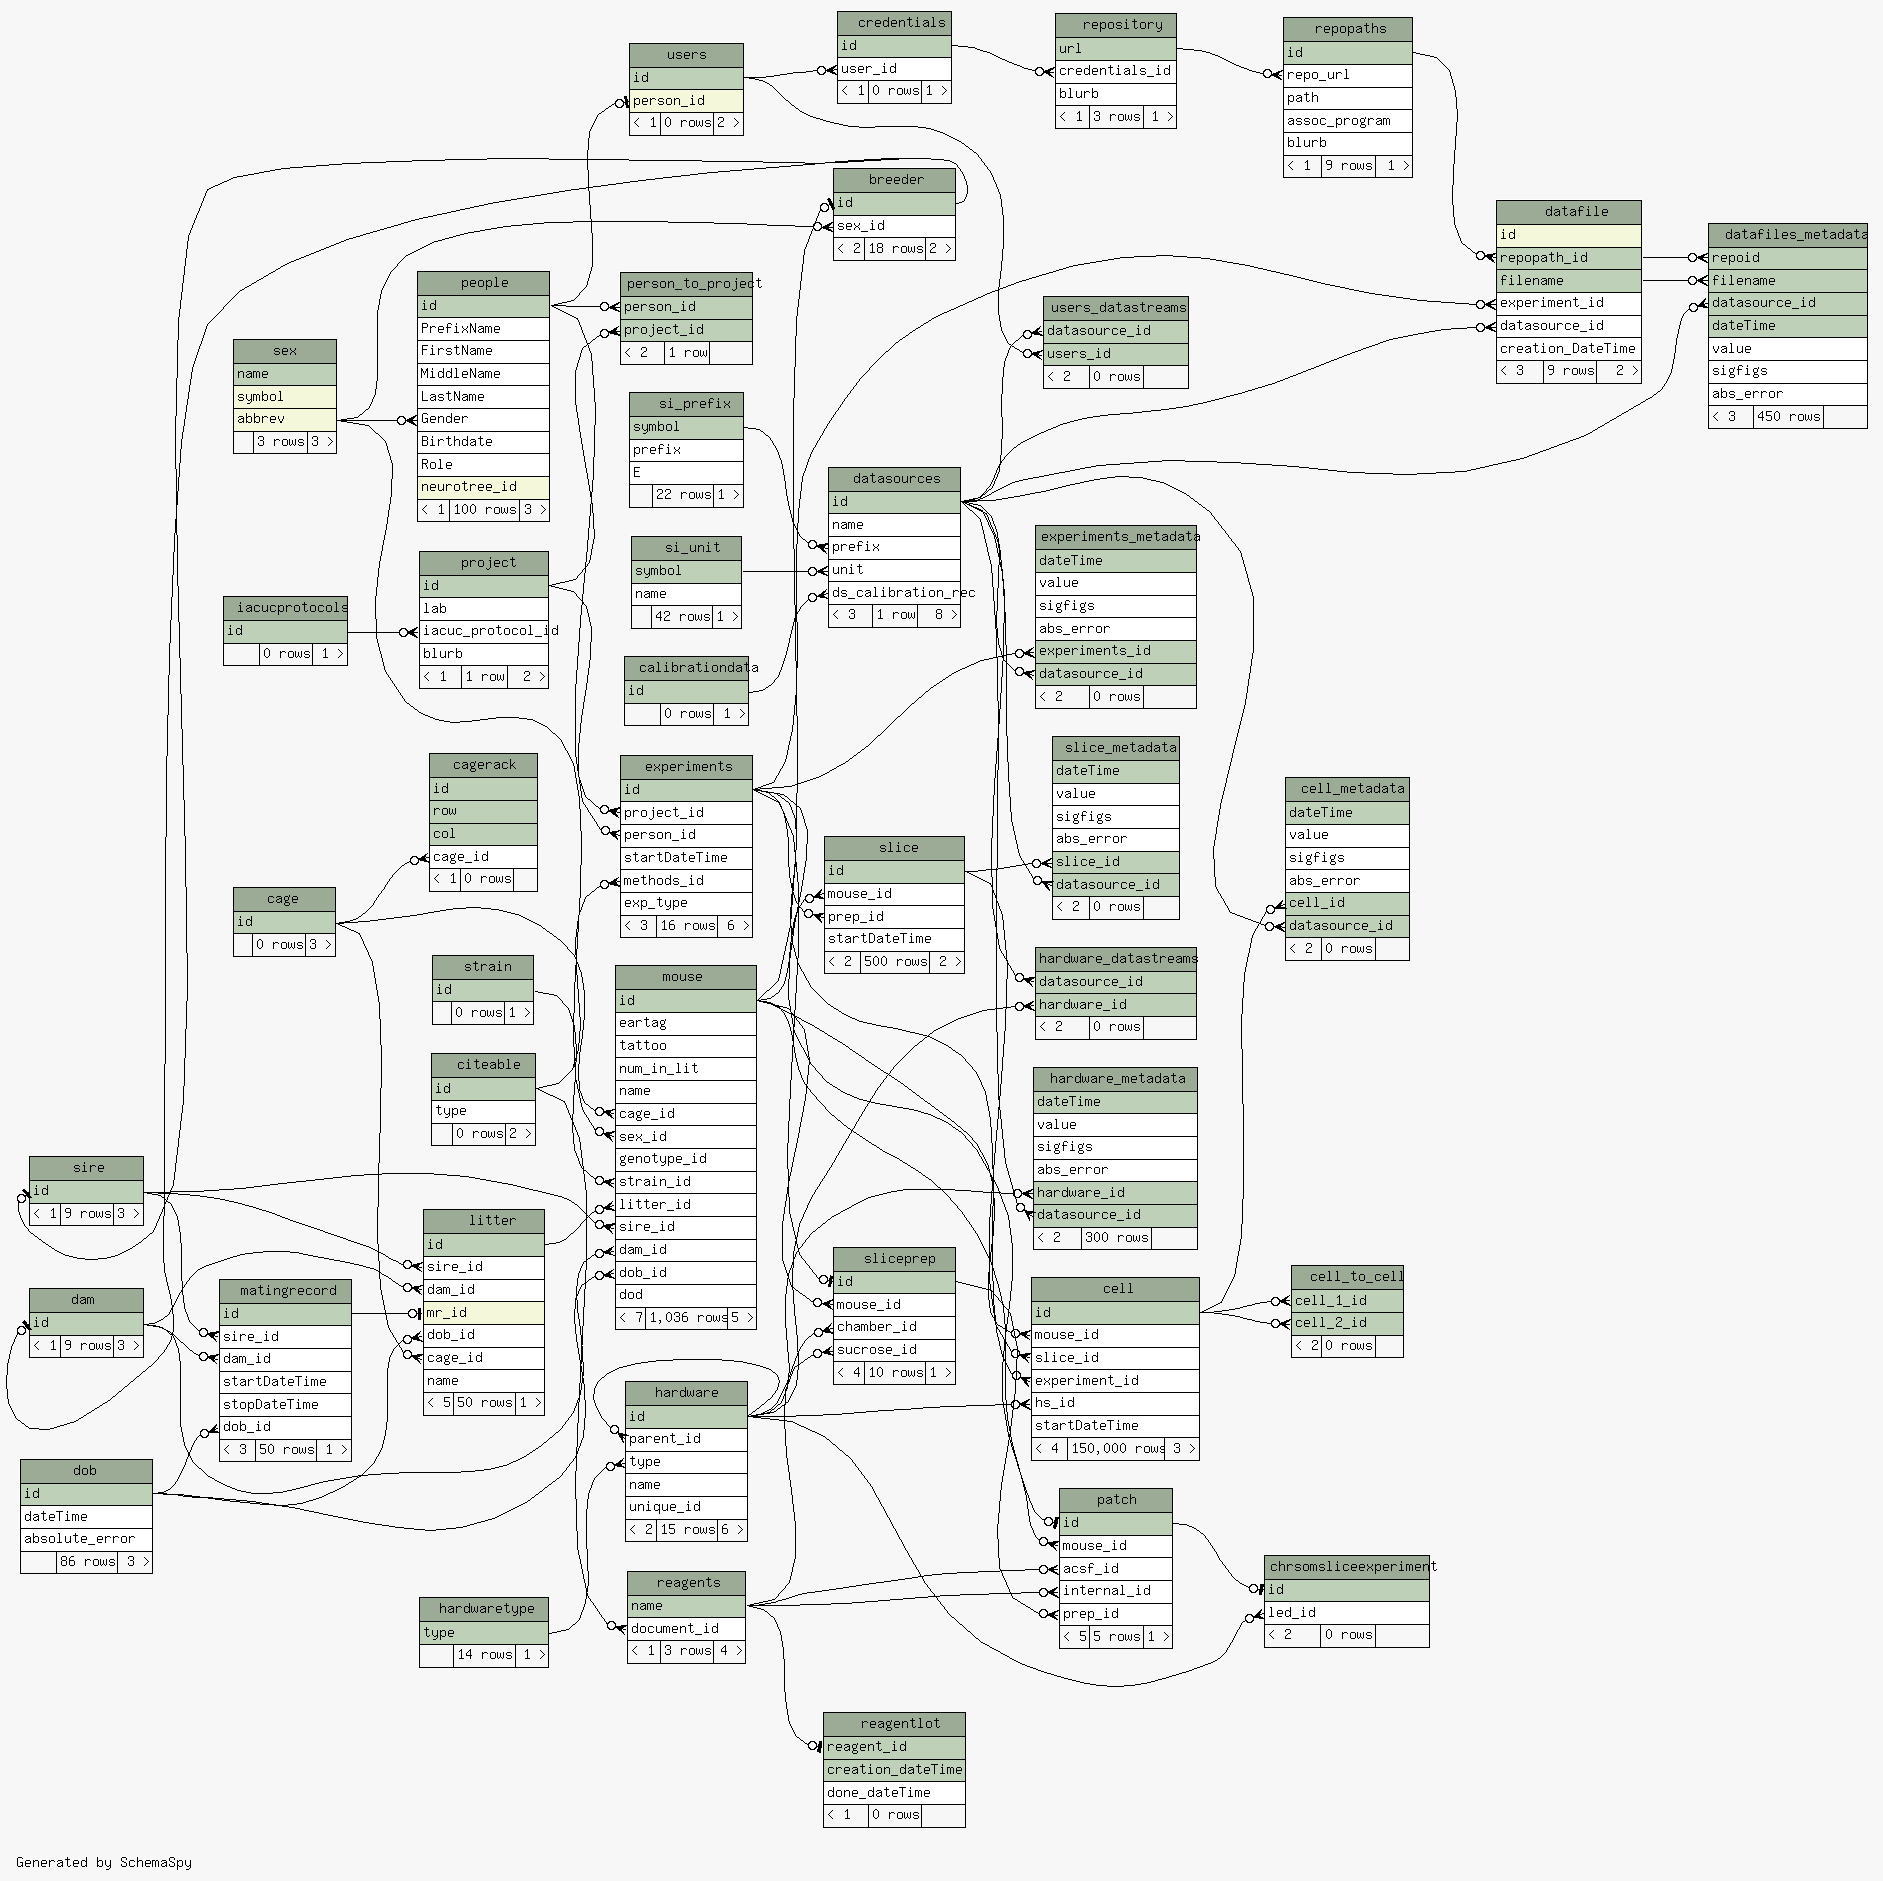 credentials
id
user_id
< 1 0 rows 1 >
repository
url
credentials_id
blurb
< 1 3 rows 1 >
repopaths
id
repo_url
path
assoc_program
blurb
< 1 9 rows 1 >
users
id
person_id
< 1 0 rows 2 >
breeder
id
sex_id
< 2 18 rows 2 >
datafile
id
repopath_id
filename
experiment_id
datasource_id
creation_DateTime
< 3 9 rows 2 >
datafiles_metadata
repoid
filename
datasource_id
dateTime
value
sigfigs
abs_error
< 3 450 rows
people
id
PrefixName
FirstName
MiddleName
LastName
Gender
Birthdate
Role
neurotree_id
< 1 100 rows 3 >
person_to_project
person_id
project_id
< 2 1 row
users_datastreams
datasource_id
users_id
< 2 0 rows
sex
name
symbol
abbrev
3 rows 3 >
si_prefix
symbol
prefix
E
22 rows 1 >
datasources
id
name
prefix
unit
ds_calibration_rec
< 3 1 row 8 >
si_unit
symbol
name
42 rows 1 >
experiments_metadata
dateTime
value
sigfigs
abs_error
experiments_id
datasource_id
< 2 0 rows
project
id
lab
iacuc_protocol_id
blurb
< 1 1 row 2 >
iacucprotocols
id
0 rows 1 >
calibrationdata
id
0 rows 1 >
cagerack
id
row
col
cage_id
< 1 0 rows
experiments
id
project_id
person_id
startDateTime
methods_id
exp_type
< 3 16 rows 6 >
slice_metadata
dateTime
value
sigfigs
abs_error
slice_id
datasource_id
< 2 0 rows
cell_metadata
dateTime
value
sigfigs
abs_error
cell_id
datasource_id
< 2 0 rows
slice
id
mouse_id
prep_id
startDateTime
< 2 500 rows 2 >
cage
id
0 rows 3 >
strain
id
0 rows 1 >
hardware_datastreams
datasource_id
hardware_id
< 2 0 rows
mouse
id
eartag
tattoo
num_in_lit
name
cage_id
sex_id
genotype_id
strain_id
litter_id
sire_id
dam_id
dob_id
dod
< 7 1,036 rows 5 >
citeable
id
type
0 rows 2 >
hardware_metadata
dateTime
value
sigfigs
abs_error
hardware_id
datasource_id
< 2 300 rows
sire
id
< 1 9 rows 3 >
litter
id
sire_id
dam_id
mr_id
dob_id
cage_id
name
< 5 50 rows 1 >
sliceprep
id
mouse_id
chamber_id
sucrose_id
< 4 10 rows 1 >
cell
id
mouse_id
slice_id
experiment_id
hs_id
startDateTime
< 4 150,000 rows 3 >
cell_to_cell
cell_1_id
cell_2_id
< 2 0 rows
dam
id
< 1 9 rows 3 >
matingrecord
id
sire_id
dam_id
startDateTime
stopDateTime
dob_id
< 3 50 rows 1 >
hardware
id
parent_id
type
name
unique_id
< 2 15 rows 6 >
dob
id
dateTime
absolute_error
86 rows 3 >
patch
id
mouse_id
acsf_id
internal_id
prep_id
< 5 5 rows 1 >
chrsomsliceexperiment
id
led_id
< 2 0 rows
reagents
name
document_id
< 1 3 rows 4 >
hardwaretype
type
14 rows 1 >
reagentlot
reagent_id
creation_dateTime
done_dateTime
< 1 0 rows
Generated by SchemaSpy